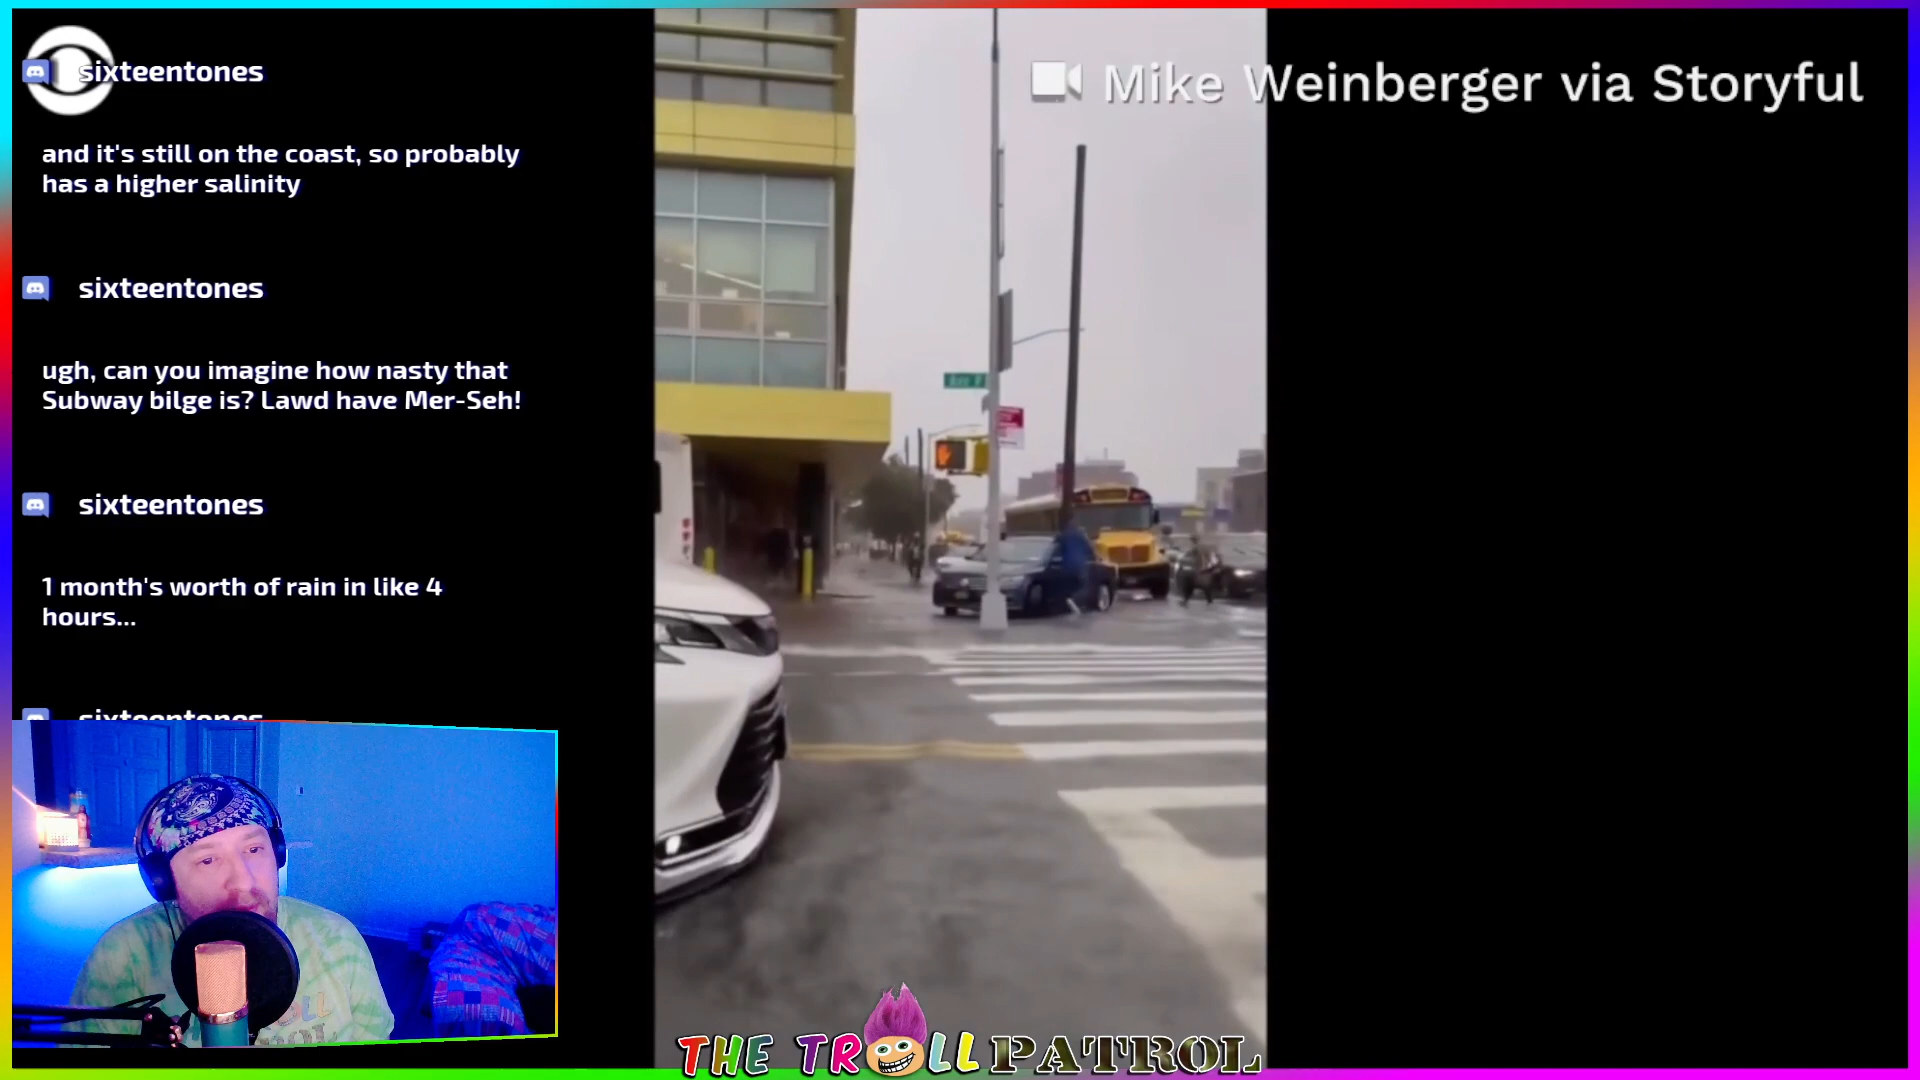 sixteentones
and it's still on the coast, so probably
has a higher salinity
sixteentones
ugh, can you imagine how nasty that
Subway bilge is? Lawd have Mer-Seh!
sixteentones
1 month's worth of rain in like 4
hours...
sixteentones
Mike Weinberger via Storyful
THE TROLL PATROL